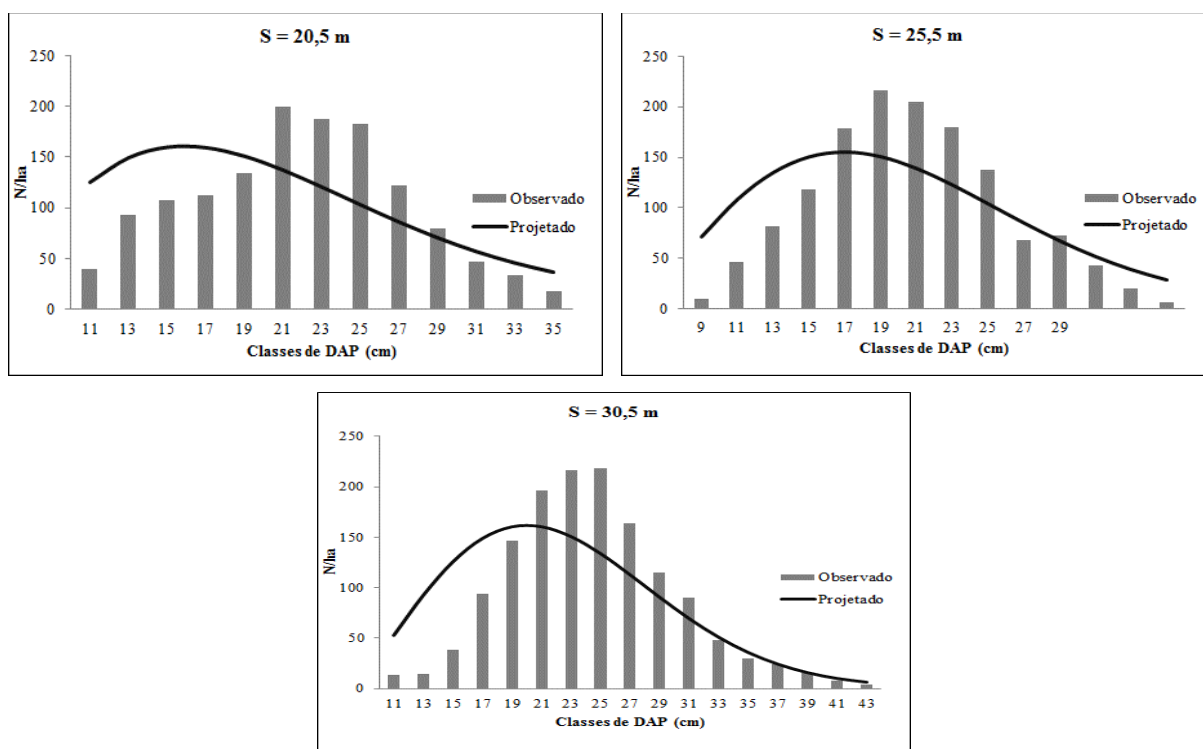 S = 20,5 m
250
200
150
100
50
0
N/ha
Observado
Projetado
11 13 15 17 19 21 23 25 27 29 31 33 35
Classes de DAP (cm)
S = 25,5 m
250
200
150
100
50
0
N/ha
Observado
Projetado
9 11 13 15 17 19 21 23 25 27 29
Classes de DAP (cm)
S = 30,5 m
250
200
150
100
50
0
N/ha
Observado
Projetado
11 13 15 17 19 21 23 25 27 29 31 33 35 37 39 41 43
Classes de DAP (cm)